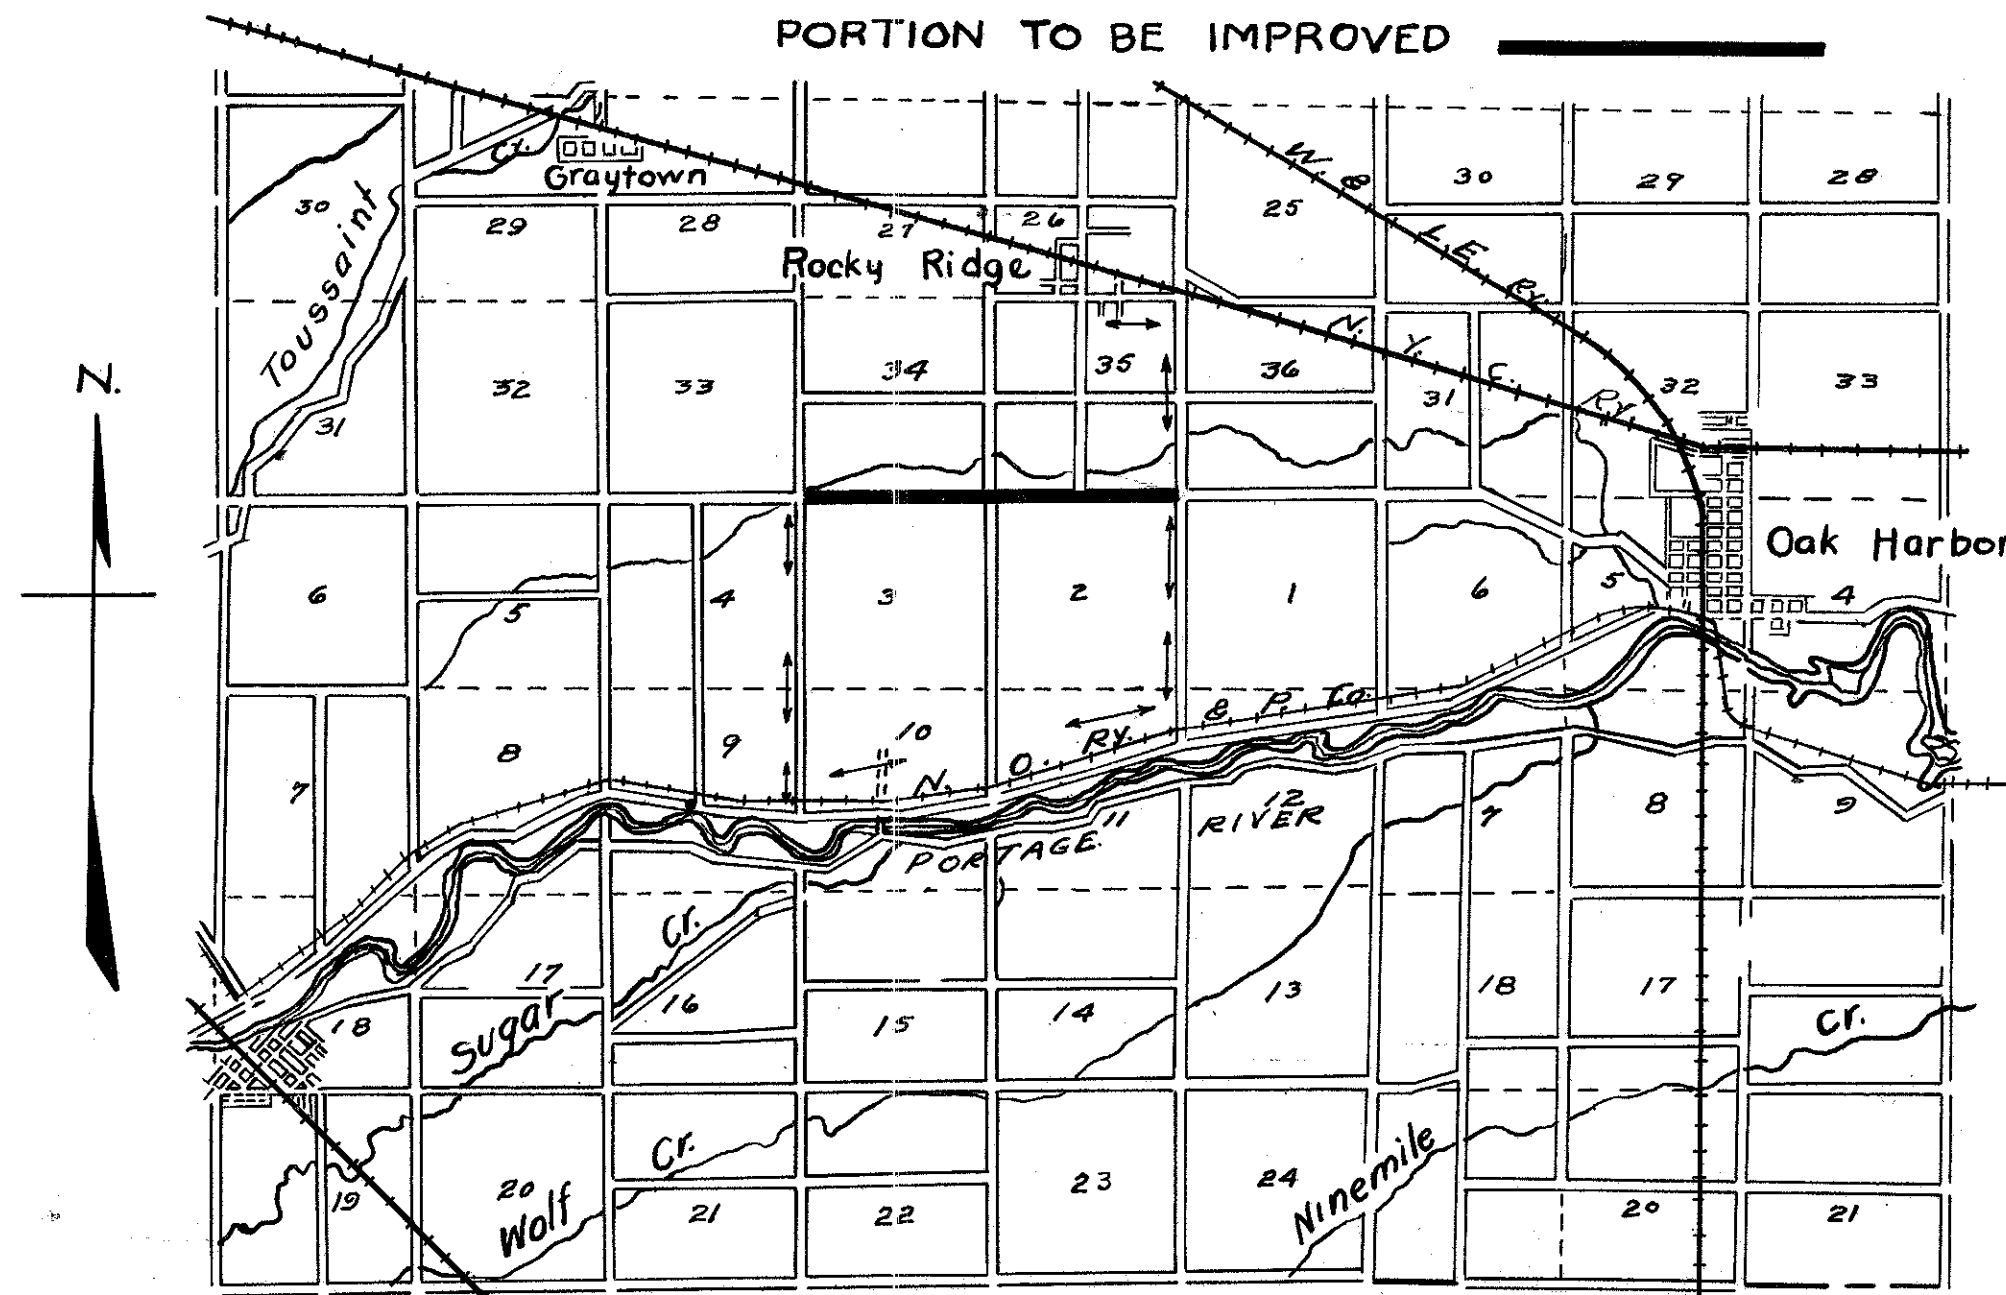 PORTION TO BE IMPROVED
N.
Cr.
Graytown
Toussaint
Rocky Ridge
W. & L.E. Ry.
N. Y. C. Ry.
Oak Harbor
30 29 28
30 29 28 27 26 25
31 32 33 34 35 36 31 32 33
6 5 4 3 2 1 6 5 4
7 8 9 10 11 12 7 8 9
N. O. Ry. & P. Co.
PORTAGE RIVER
18 17 16 15 14 13 18 17
Sugar Cr.
Cr.
19 20 21 22 23 24 20 21
Wolf Cr.
Ninemile